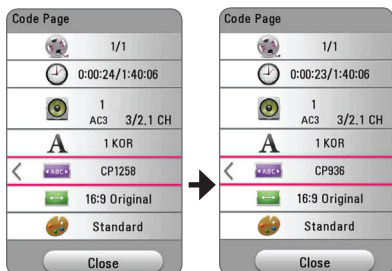 Code Page
1/1
0:00:24/1:40:06
1
AC3 3/2.1 CH
A 1 KOR
ABC CP1258
16:9 Original
Standard
Close
Code Page
1/1
0:00:23/1:40:06
1
AC3 3/2.1 CH
A 1 KOR
ABC CP936
16:9 Original
Standard
Close